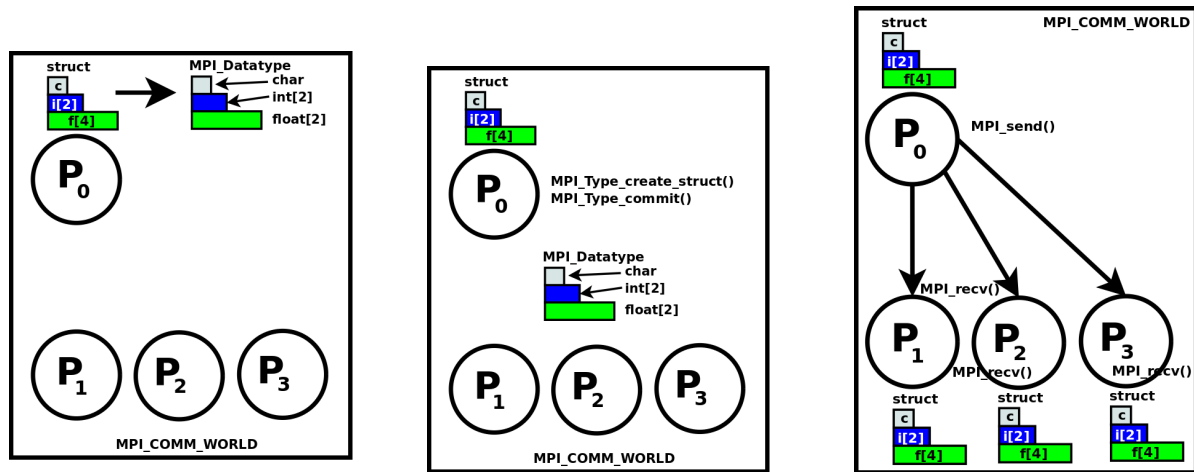 struct
c
i[2]
f[4]
MPI_Datatype
char
int[2]
float[2]
P0
P1
P2
P3
MPI_COMM_WORLD
struct
c
i[2]
f[4]
P0
MPI_Type_create_struct()
MPI_Type_commit()
MPI_Datatype
char
int[2]
float[2]
P1
P2
P3
MPI_COMM_WORLD
struct
MPI_COMM_WORLD
c
i[2]
f[4]
P0
MPI_send()
MPI_recv()
P1
P2
P3
MPI_recv()
MPI_recv()
struct
c
i[2]
f[4]
struct
c
i[2]
f[4]
struct
c
i[2]
f[4]